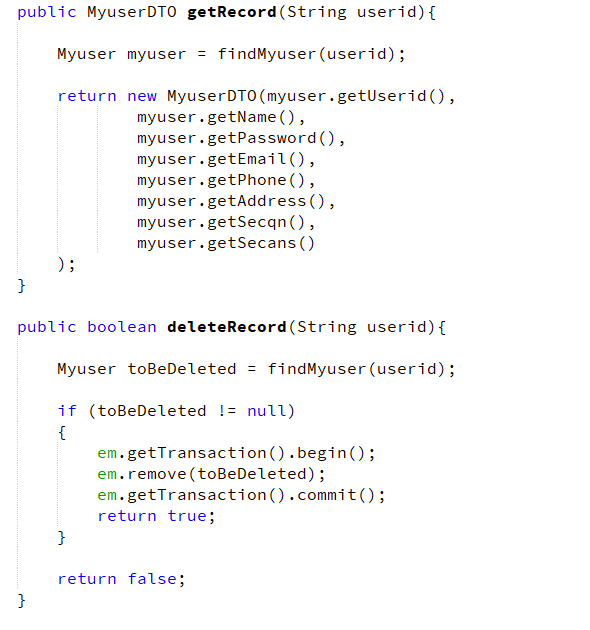 public MyuserDTO getRecord(String userid){
Myuser myuser = findMyuser(userid);
return new MyuserDTO(myuser.getUserid(),
myuser.getName(),
myuser.getPassword(),
myuser.getEmail(),
myuser.getPhone(),
myuser.getAddress(),
myuser.getSecqn(),
myuser.getSecans()
);
}
public boolean deleteRecord(String userid){
Myuser toBeDeleted = findMyuser(userid);
if (toBeDeleted != null)
{
em.getTransaction().begin();
em.remove(toBeDeleted);
em.getTransaction().commit();
return true;
}
return false;
}